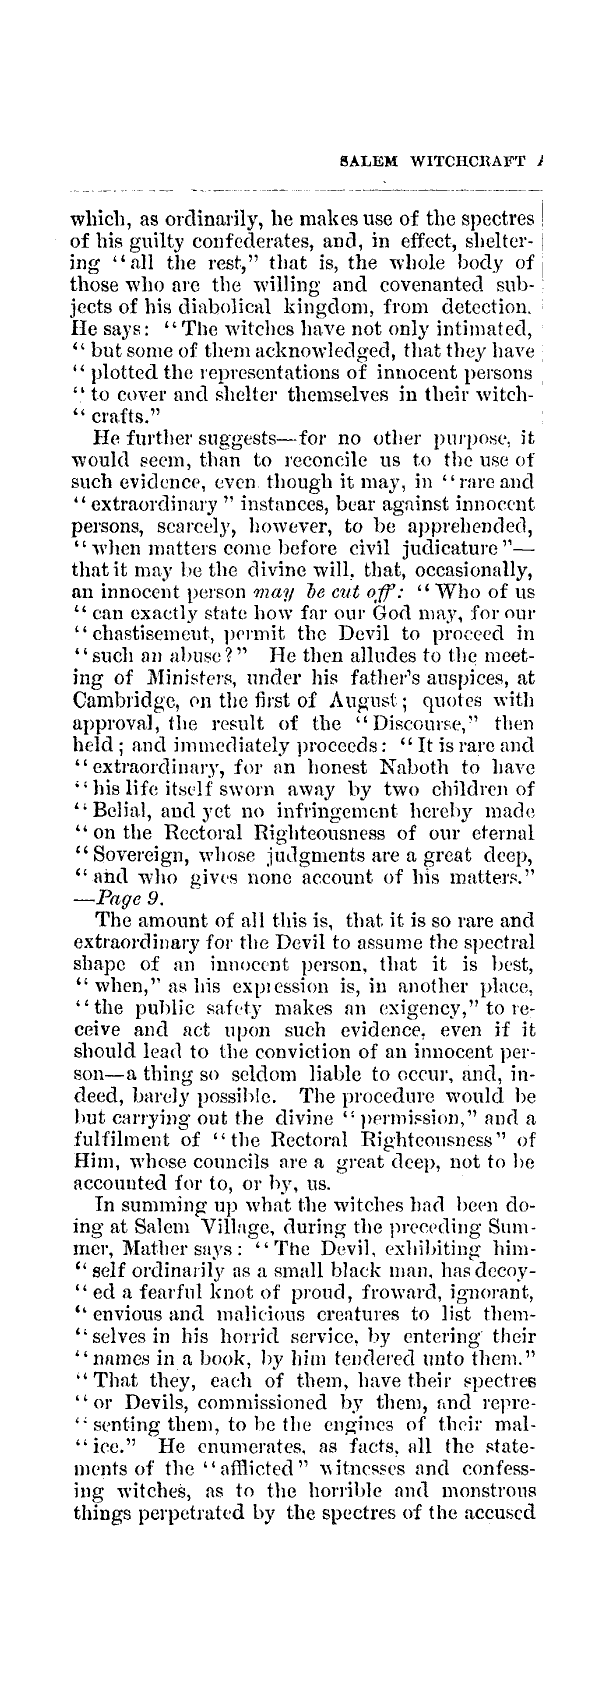 SALEM WITCHCRAFT
which, as ordinarily, he makes use of the spectres
of his guilty confederates, and, in effect, shelter-
ing “all the rest,” that is, the whole body of
those who are the willing and covenanted sub-
jects of his diabolical kingdom, from detection.
He says: “The witches have not only intimated,
“ but some of them acknowledged, that they have
“ plotted the representations of innocent persons
“ to cover and shelter themselves in their witch-
“ crafts.”
He further suggests—for no other purpose, it
would seem, than to reconcile us to the use of
such evidence, even though it may, in “rare and
“ extraordinary ” instances, bear against innocent
persons, scarcely, however, to be apprehended,
“when matters come before civil judicature”—
that it may be the divine will, that, occasionally,
an innocent person may be cut off: “Who of us
“ can exactly state how far our God may, for our
“ chastisement, permit the Devil to proceed in
“such an abuse?” He then alludes to the meet-
ing of Ministers, under his father's auspices, at
Cambridge, on the first of August; quotes with
approval, the result of the “Discourse,” then
held; and immediately proceeds: “It is rare and
“extraordinary, for an honest Naboth to have
“his life itself sworn away by two children of
“Belial, and yet no infringement hereby made
“on the Rectoral Righteousness of our eternal
“Sovereign, whose judgments are a great deep,
“and who gives none account of his matters.”
—Page 9.
The amount of all this is, that it is so rare and
extraordinary for the Devil to assume the spectral
shape of an innocent person, that it is best,
“ when,” as his expression is, in another place,
“the public safety makes an exigency,” to re-
ceive and act upon such evidence, even if it
should lead to the conviction of an innocent per-
son—a thing so seldom liable to occur, and, in-
deed, barely possible. The procedure would be
but carrying out the divine “permission,” and a
fulfilment of “the Rectoral Righteousness” of
Him, whose councils are a great deep, not to be
accounted for to, or by, us.
In summing up what the witches had been do-
ing at Salem Village, during the preceding Sum-
mer, Mather says: “The Devil, exhibiting him-
“ self ordinarily as a small black man, has decoy-
“ ed a fearful knot of proud, froward, ignorant,
“ envious and malicious creatures to list them-
“selves in his horrid service, by entering their
“names in a book, by him tendered unto them.”
“That they, each of them, have their spectres
“or Devils, commissioned by them, and repre-
“senting them, to be the engines of their mal-
“ice.” He enumerates, as facts, all the state-
ments of the “afflicted” witnesses and confess-
ing witches, as to the horrible and monstrous
things perpetrated by the spectres of the accused